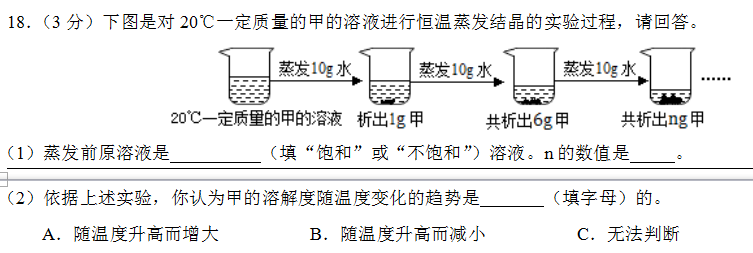 18.（3 分）下图是对 20℃一定质量的甲的溶液进行恒温蒸发结晶的实验过程，请回答。
蒸发10g 水 蒸发10g 水 蒸发10g 水 ……
20℃一定质量的甲的溶液 析出1g 甲 共析出6g 甲 共析出ng 甲
（1）蒸发前原溶液是__________（填“饱和”或“不饱和”）溶液。n 的数值是_____。
（2）依据上述实验，你认为甲的溶解度随温度变化的趋势是_______（填字母）的。
A．随温度升高而增大 B．随温度升高而减小 C．无法判断